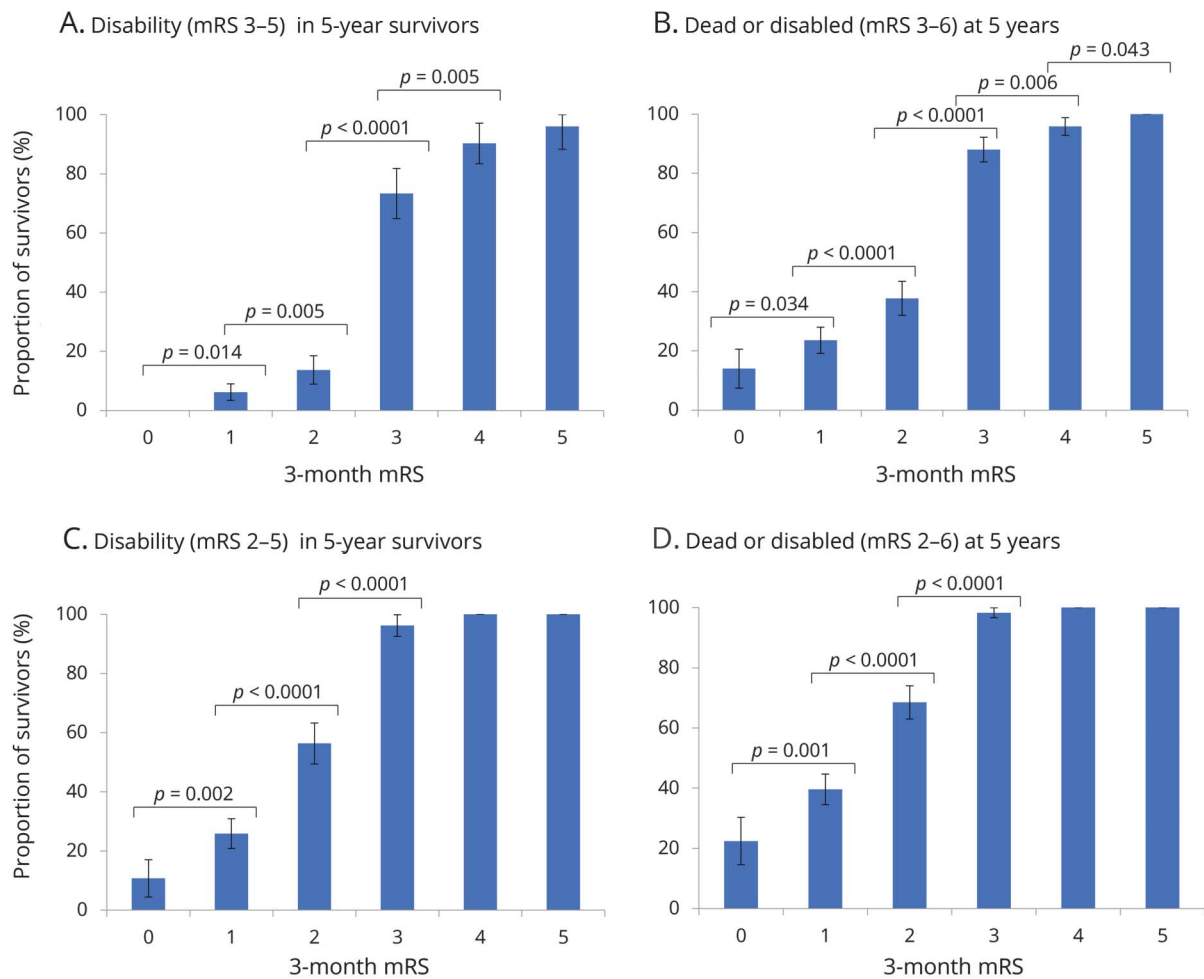 A. Disability (mRS 3–5) in 5-year survivors
p = 0.005
p < 0.0001
p = 0.005
p = 0.014
Proportion of survivors (%)
100
80
60
40
20
0
0 1 2 3 4 5
3-month mRS
B. Dead or disabled (mRS 3–6) at 5 years
p = 0.043
p = 0.006
p < 0.0001
p < 0.0001
p = 0.034
100
80
60
40
20
0
0 1 2 3 4 5
3-month mRS
C. Disability (mRS 2–5) in 5-year survivors
p < 0.0001
p < 0.0001
p = 0.002
Proportion of survivors (%)
100
80
60
40
20
0
0 1 2 3 4 5
3-month mRS
D. Dead or disabled (mRS 2–6) at 5 years
p < 0.0001
p < 0.0001
p = 0.001
100
80
60
40
20
0
0 1 2 3 4 5
3-month mRS